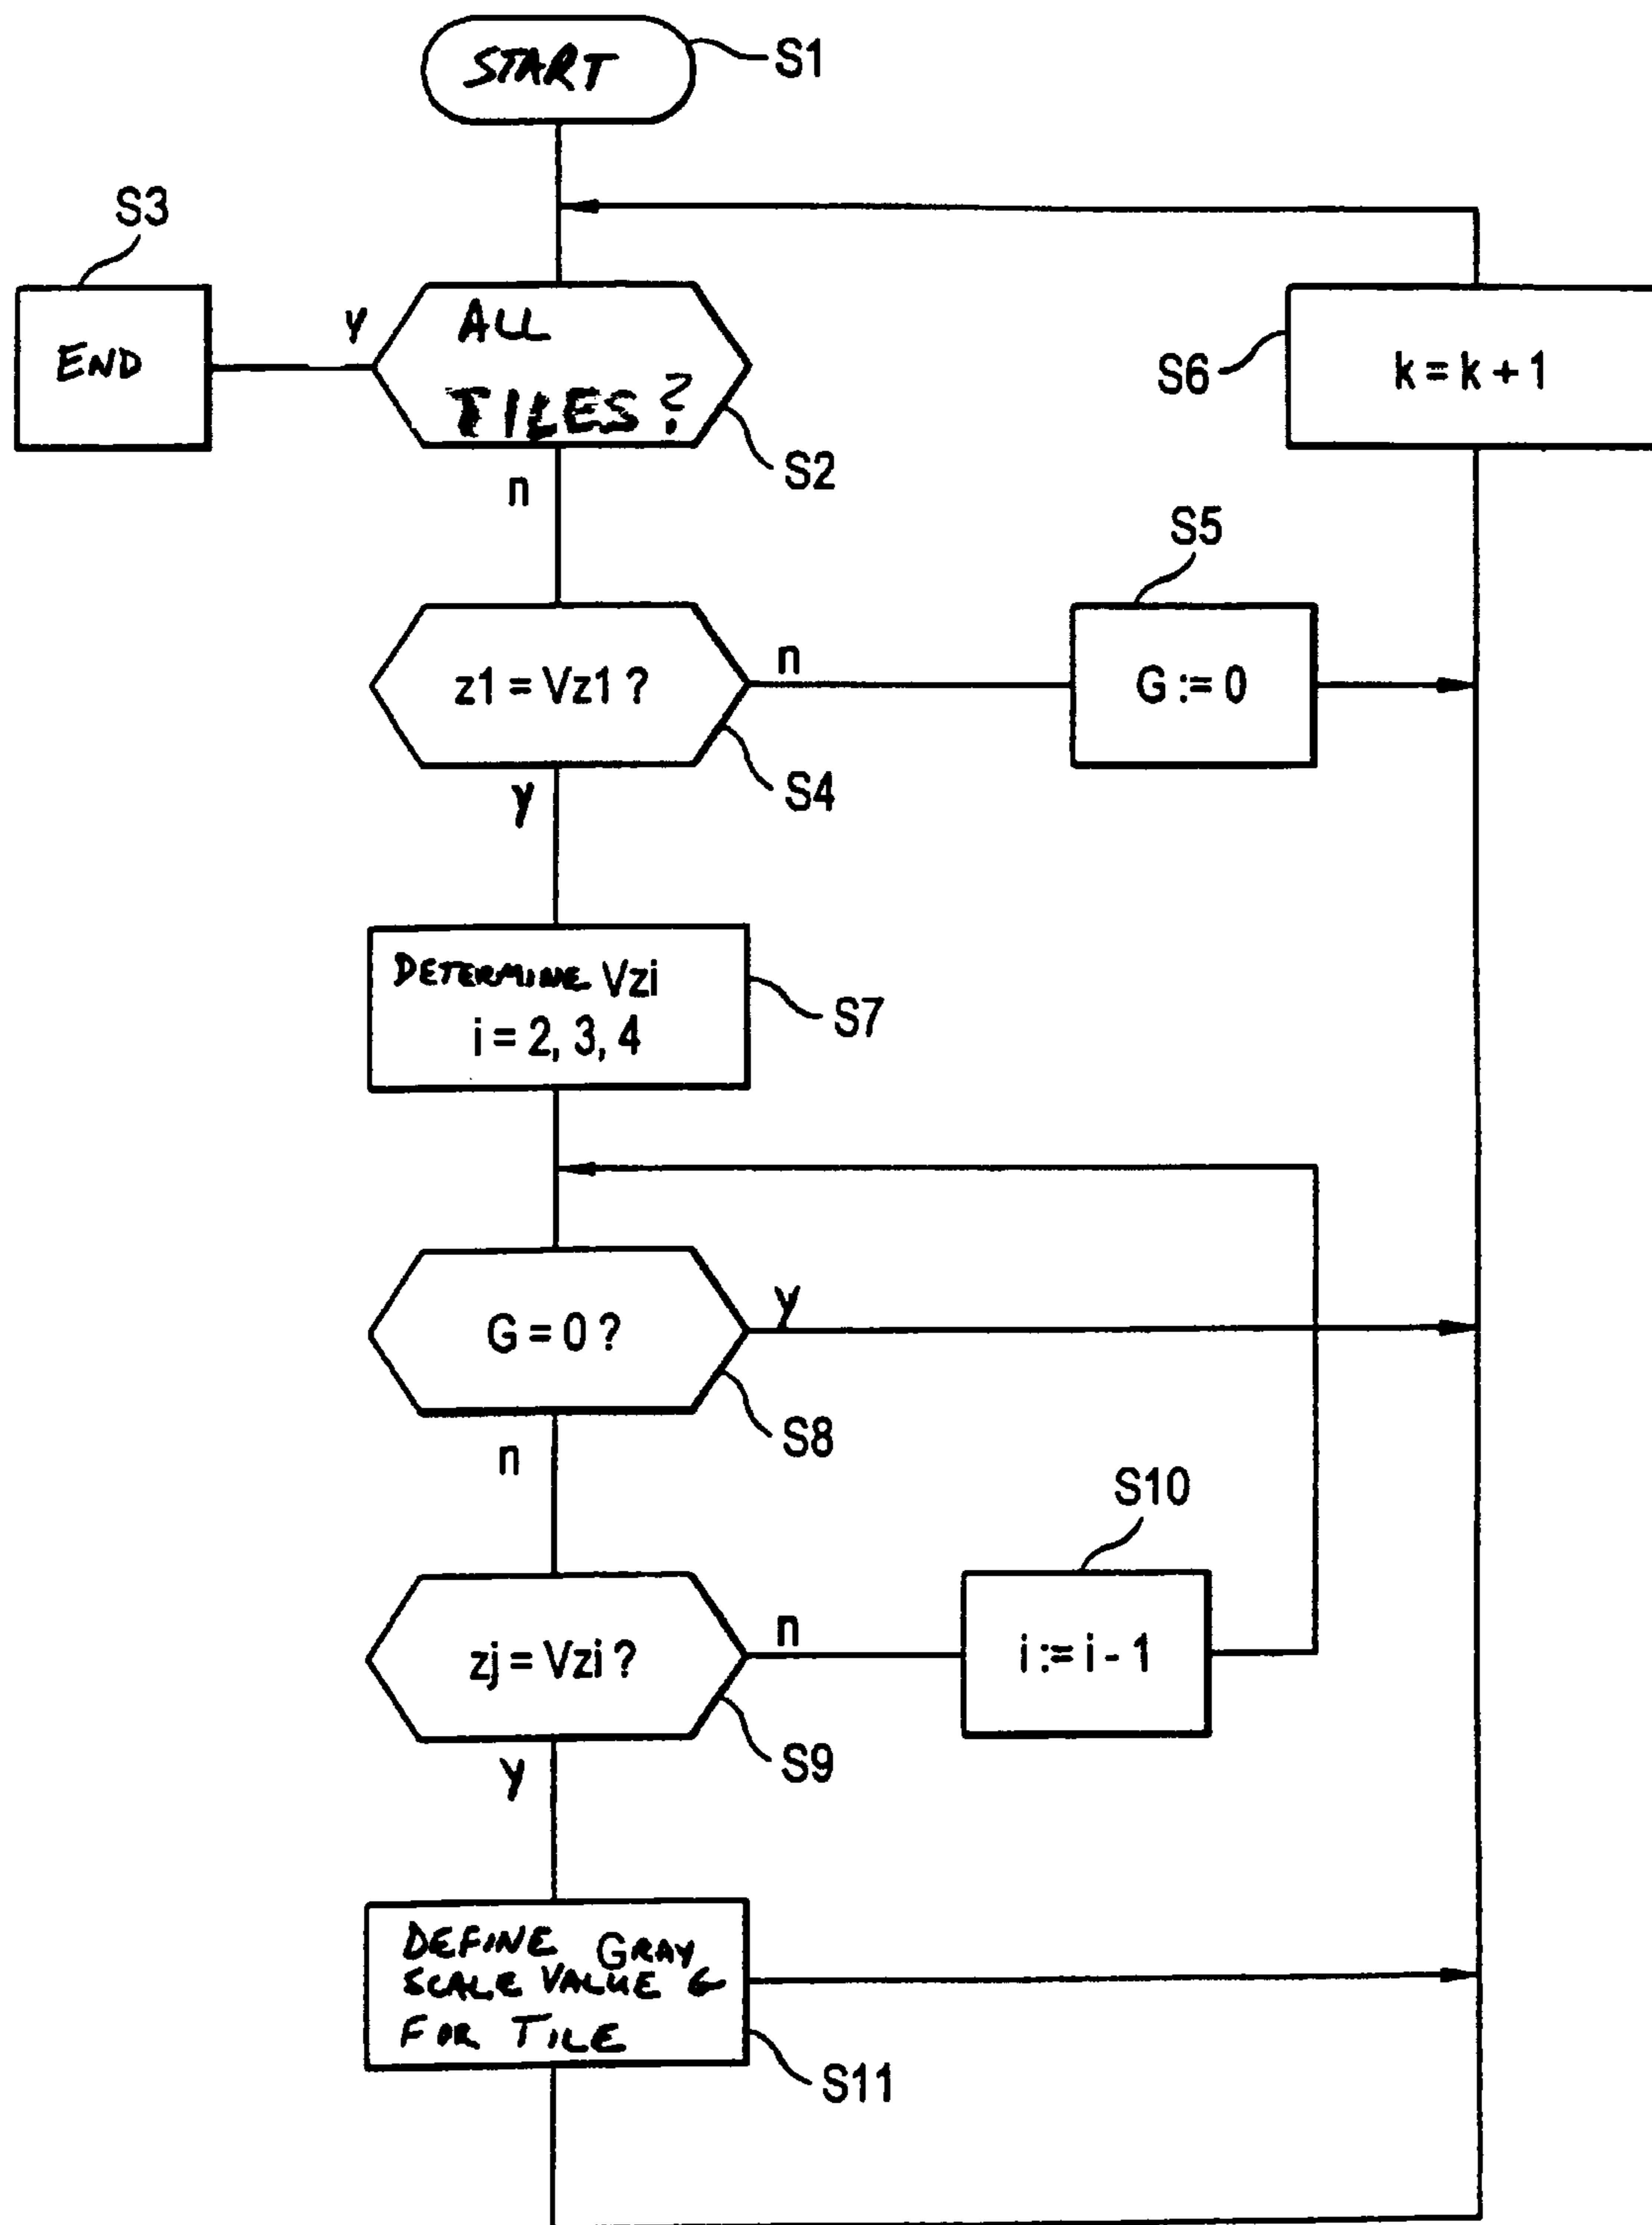 START
S1
S3
END
y
ALL
TILES?
S2
n
S6
k = k + 1
S5
z1 = Vz1 ?
n
G := 0
S4
y
DETERMINE Vzi
i = 2, 3, 4
S7
G = 0 ?
y
S8
n
S10
zj = Vzi ?
n
i := i - 1
S9
y
DEFINE GRAY
SCALE VALUE G
FOR TILE
S11